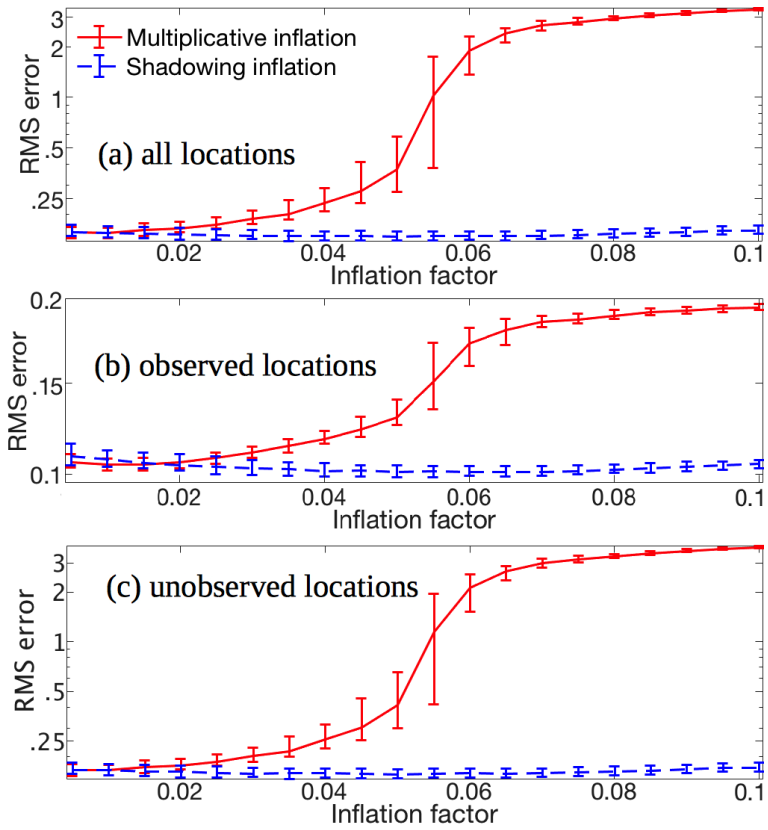 3
2
1
.5
.25
RMS error
Multiplicative inflation
Shadowing inflation
(a) all locations
0.02 0.04 0.06 0.08 0.1
Inflation factor
0.2
0.15
0.1
RMS error
(b) observed locations
0.02 0.04 0.06 0.08 0.1
Inflation factor
3
2
1
.5
.25
RMS error
(c) unobserved locations
0.02 0.04 0.06 0.08 0.1
Inflation factor